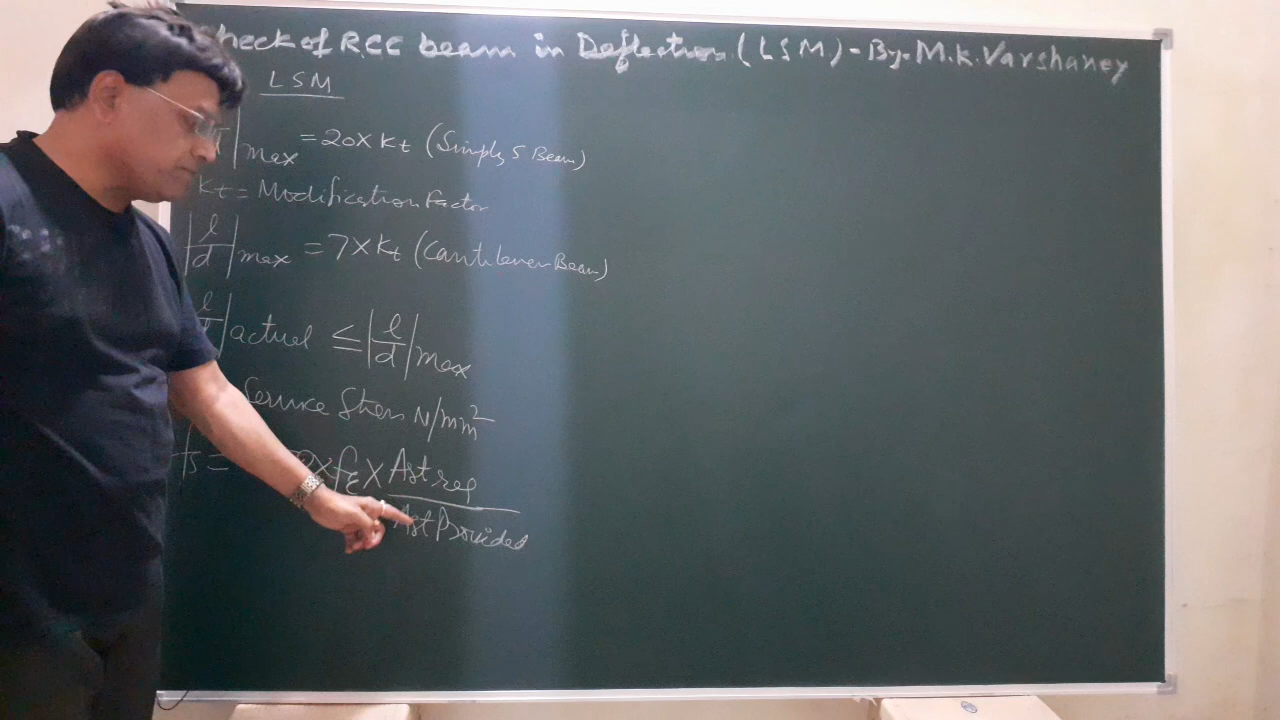 heck of RCC beam in Deflection (LSM) - By. M.K. Varshaney
LSM
|max = 20 X Kt (Simply S Beam)
Kt = Modification Factor
|l/d|max = 7 X Kt (Cantilever Beam)
l |actual ≤ |l/d|max
Service Stress N/mm²
fs = X fε X Ast req / Ast Provided